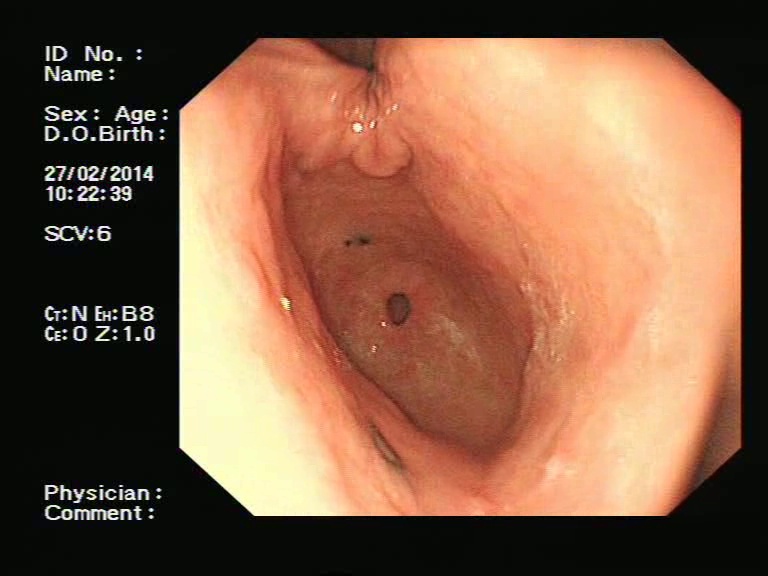 ID No. :
Name :
Sex : Age :
D.O.Birth :
27/02/2014
10:22:39
SCV:6
CT:N EH:B8
CE:0 Z:1.0
Physician :
Comment :